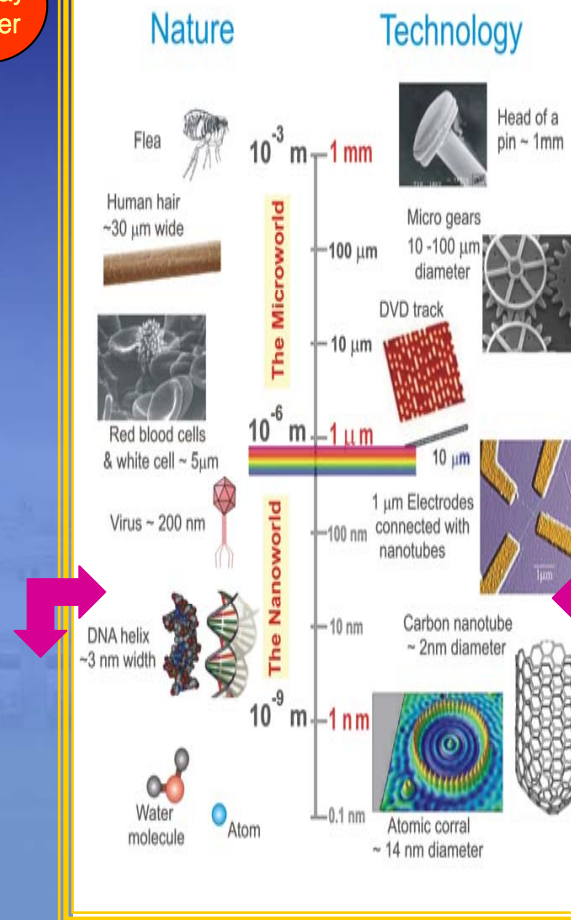 ay
er
Nature
Technology
Flea
10-3 m
1 mm
Head of a
pin ~ 1mm
Human hair
~30 μm wide
The Microworld
100 μm
Micro gears
10 -100 μm
diameter
DVD track
10 μm
Red blood cells
& white cell ~ 5μm
10-6 m
1 μm
10 μm
Virus ~ 200 nm
The Nanoworld
100 nm
1 μm Electrodes
connected with
nanotubes
1μm
DNA helix
~3 nm width
10 nm
Carbon nanotube
~ 2nm diameter
10-9 m
1 nm
Water
molecule
Atom
0.1 nm
Atomic corral
~ 14 nm diameter